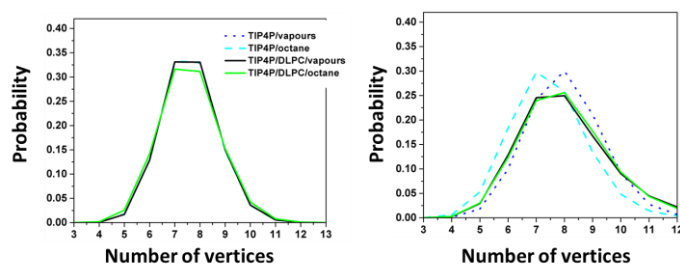 0.40
0.35
0.30
0.25
0.20
0.15
0.10
0.05
0.00
Probability
3 4 5 6 7 8 9 10 11 12 13
Number of vertices
TIP4P/vapours
TIP4P/octane
TIP4P/DLPC/vapours
TIP4P/DLPC/octane
0.40
0.35
0.30
0.25
0.20
0.15
0.10
0.05
0.00
Probability
3 4 5 6 7 8 9 10 11 12
Number of vertices